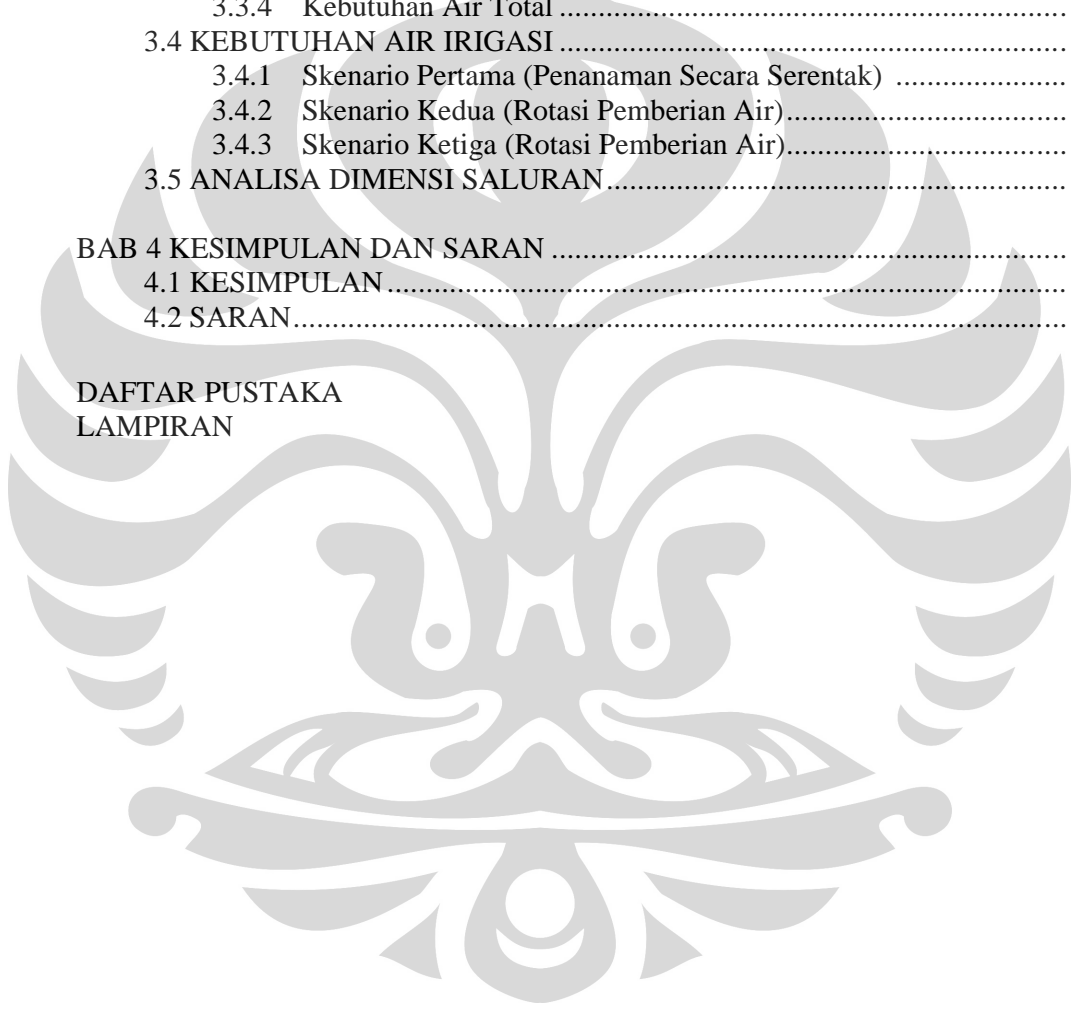 3.3.4 Kebutuhan Air Total ........................................
3.4 KEBUTUHAN AIR IRIGASI ........................................
3.4.1 Skenario Pertama (Penanaman Secara Serentak) ........................
3.4.2 Skenario Kedua (Rotasi Pemberian Air)........................................
3.4.3 Skenario Ketiga (Rotasi Pemberian Air)........................................
3.5 ANALISA DIMENSI SALURAN........................................
BAB 4 KESIMPULAN DAN SARAN ........................................
4.1 KESIMPULAN........................................
4.2 SARAN........................................
DAFTAR PUSTAKA
LAMPIRAN